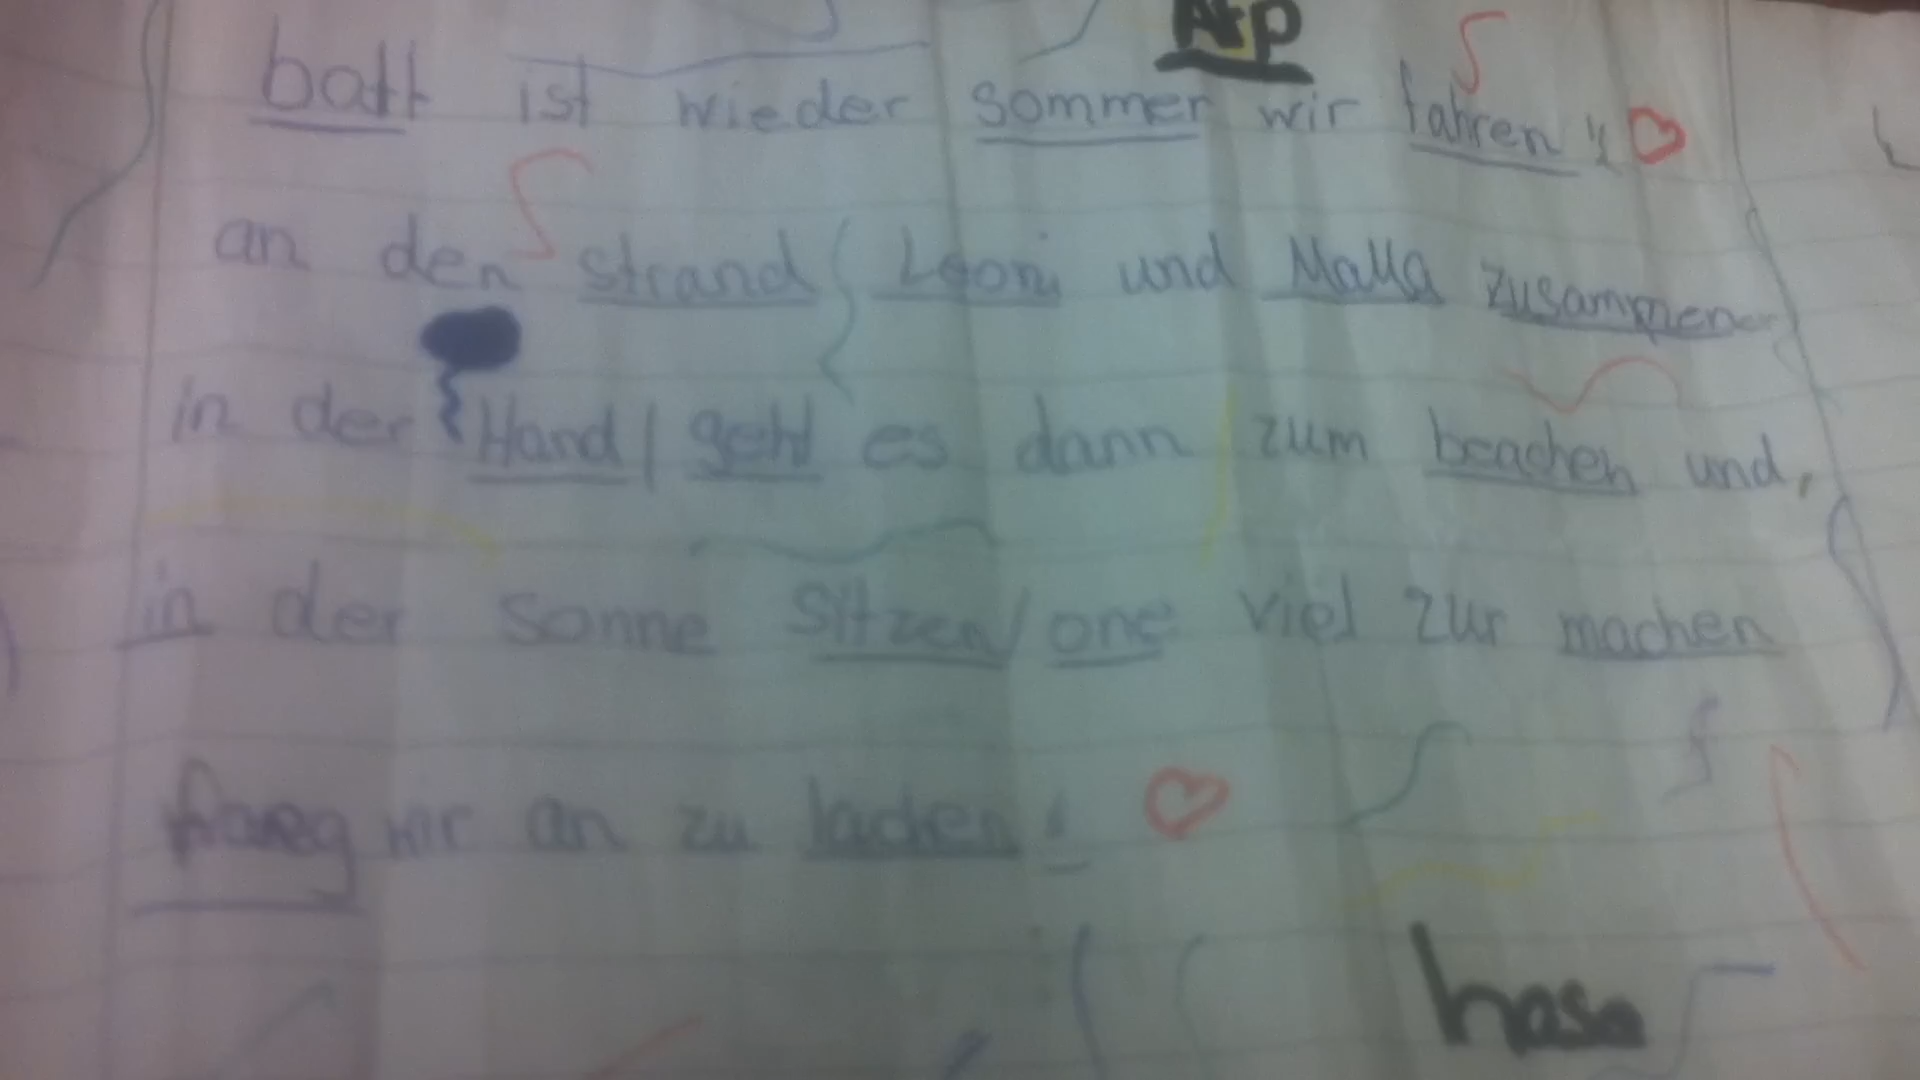 Afp
batt ist wieder sommer wir fahren
an den strand Leoni und Malla zusammen
in der Hand geht es dann zum beachen und,
in der sonne sitzen one viel zur machen
wir an zu lachen!
hase